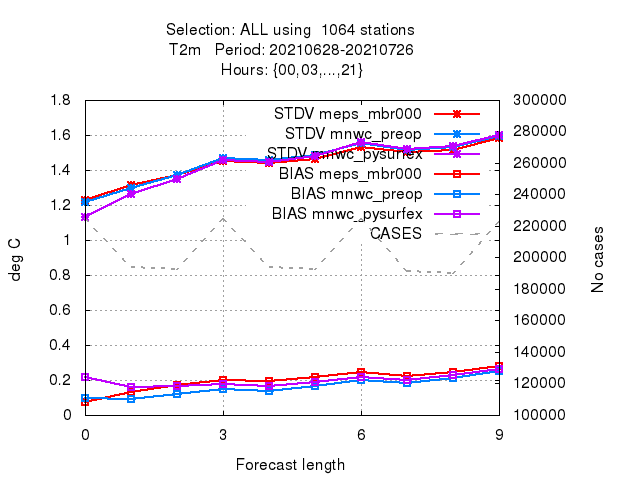 Selection: ALL using  1064 stations
T2m   Period: 20210628-20210726
Hours: {00,03,...,21}
STDV meps_mbr000
STDV mnwc_preop
STDV mnwc_pysurfex
BIAS meps_mbr000
BIAS mnwc_preop
BIAS mnwc_pysurfex
CASES
deg C
1.8
1.6
1.4
1.2
1
0.8
0.6
0.4
0.2
0
300000
280000
260000
240000
220000
200000
180000
160000
140000
120000
100000
No cases
0 3 6 9
Forecast length